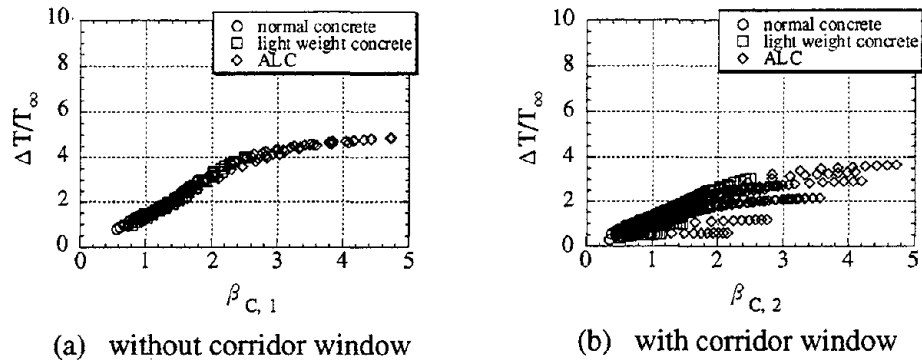 normal concrete
light weight concrete
ALC
10
8
6
4
2
0
ΔT/T∞
0 1 2 3 4 5
β C, 1
(a) without corridor window
normal concrete
light weight concrete
ALC
10
8
6
4
2
0
ΔT/T∞
0 1 2 3 4 5
β C, 2
(b) with corridor window